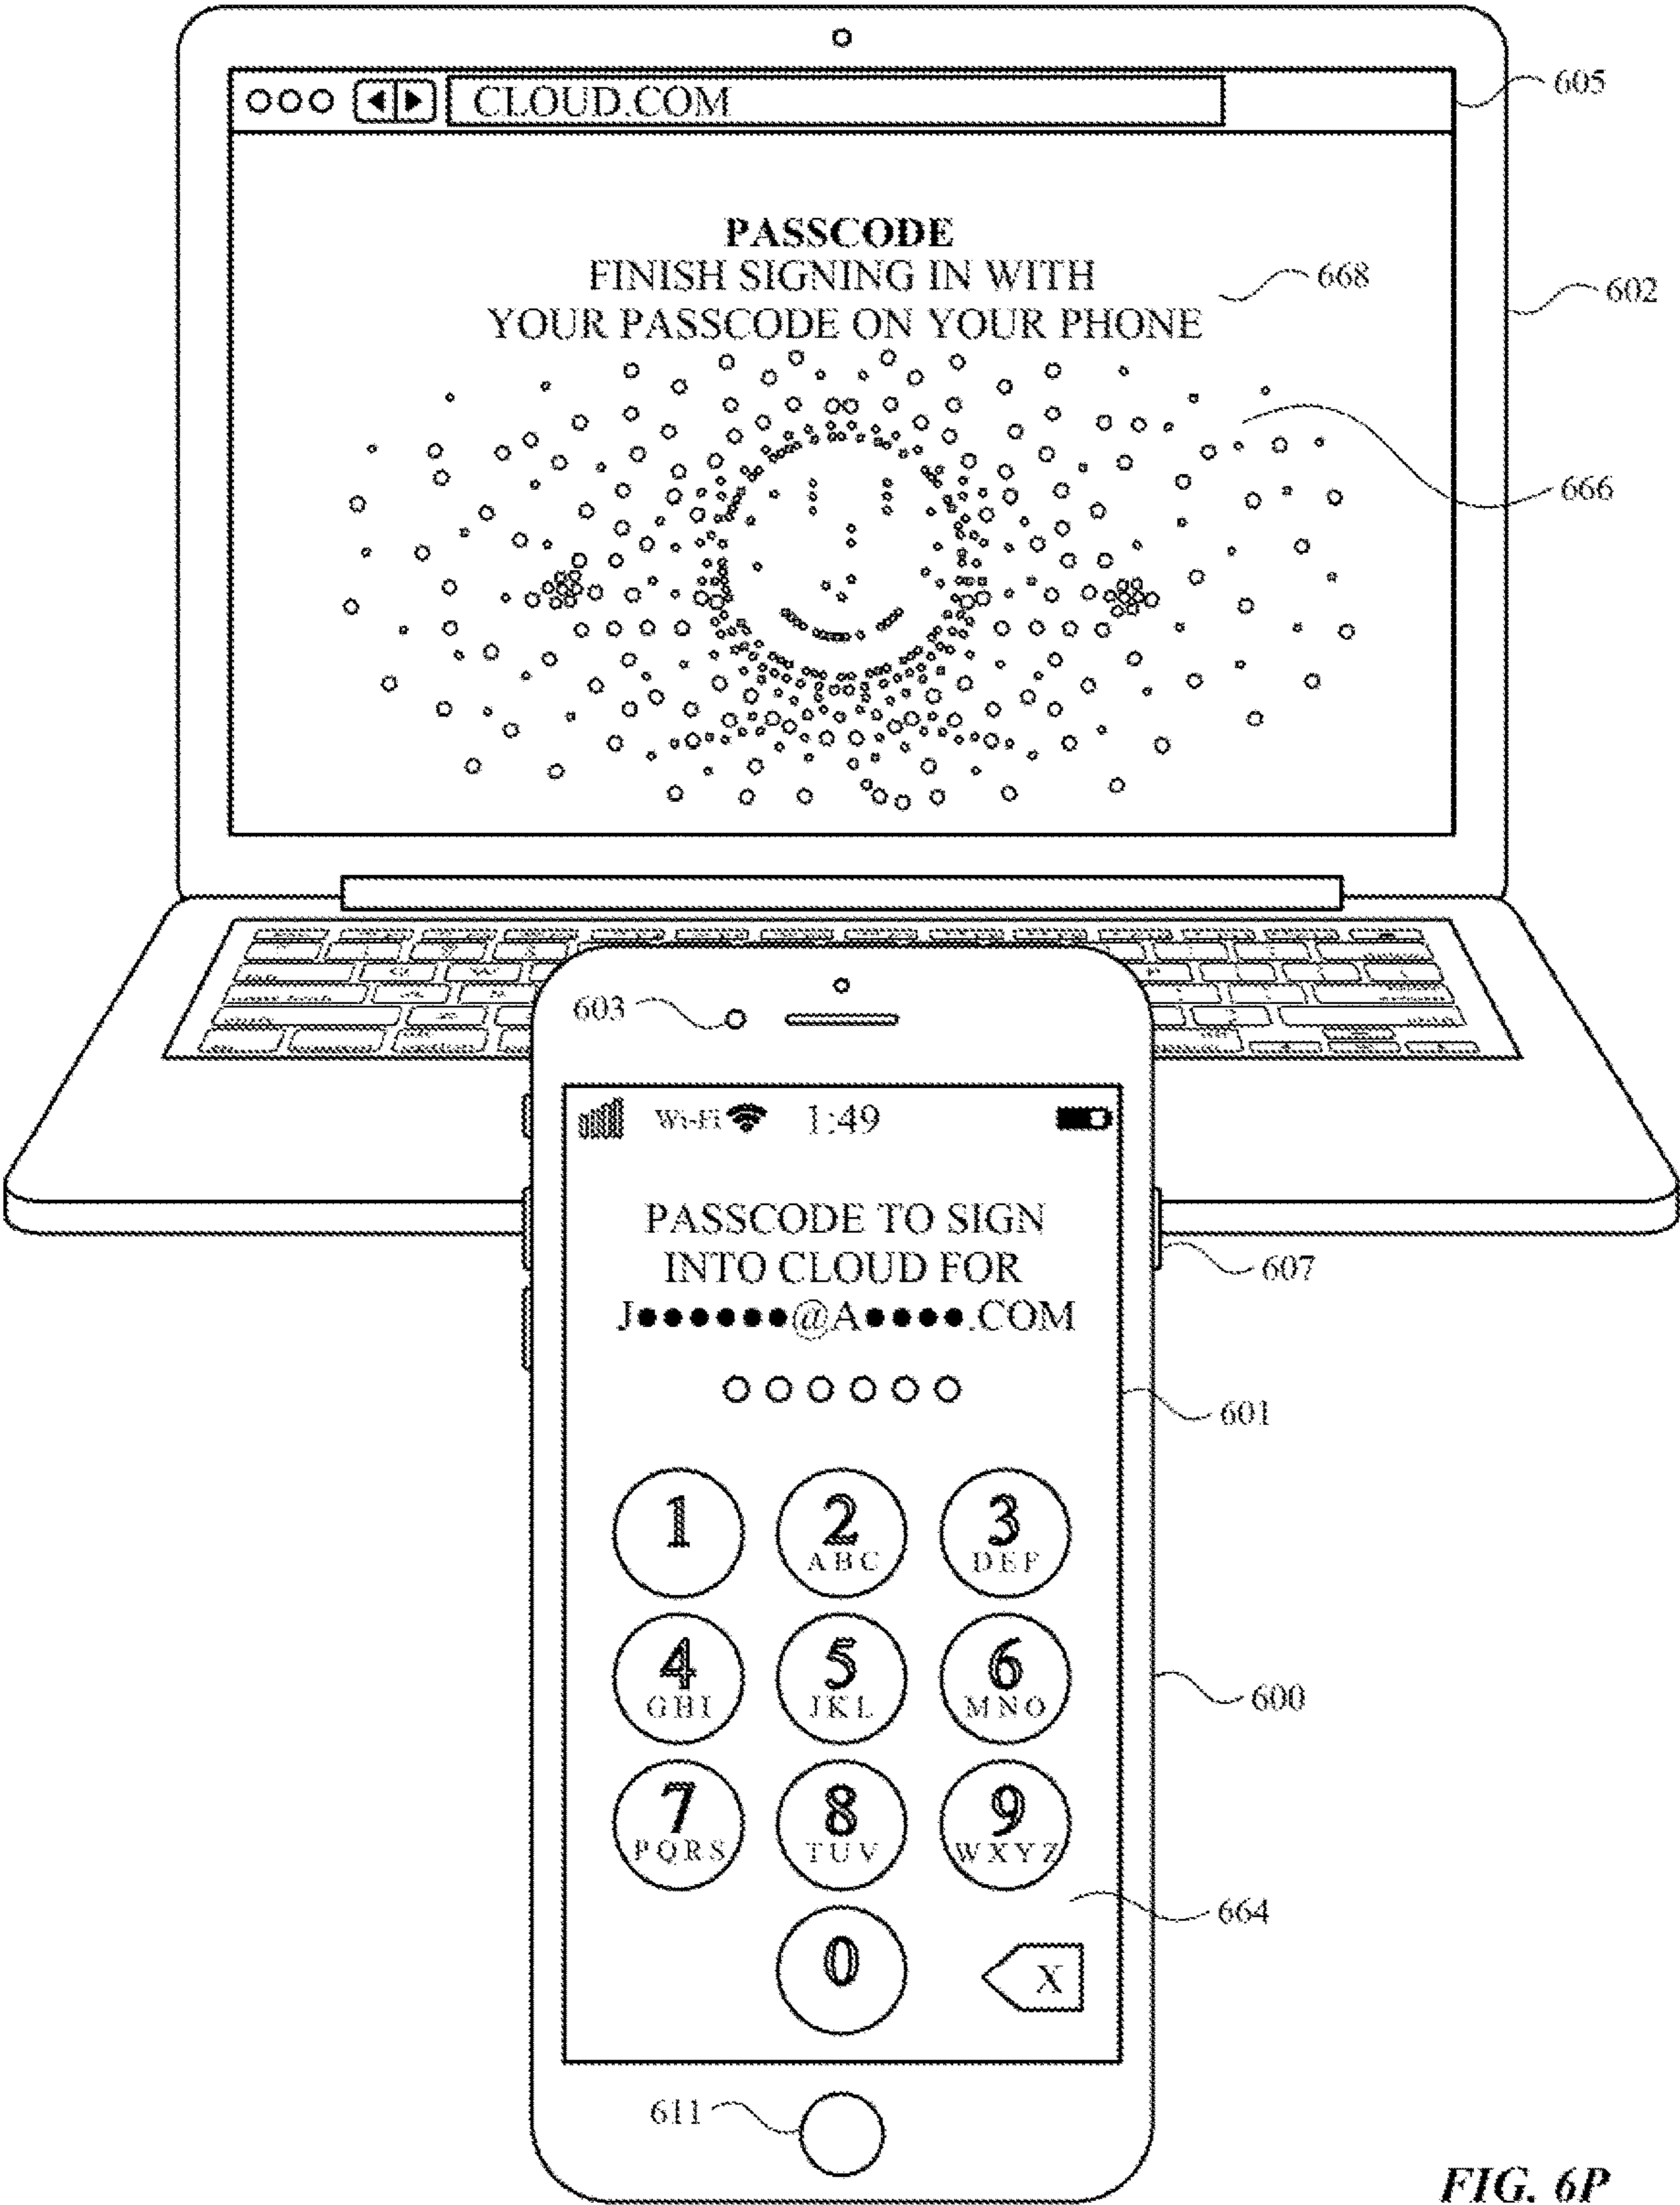 CLOUD.COM
605
PASSCODE
FINISH SIGNING IN WITH
YOUR PASSCODE ON YOUR PHONE
668
602
666
603
Wi-Fi 1:49
PASSCODE TO SIGN
INTO CLOUD FOR
J●●●●●●@A●●●●.COM
607
601
1 2 3
ABC DEF
4 5 6
GHI JKL MNO
600
7 8 9
PQRS TUV WXYZ
664
0 X
611
FIG. 6P